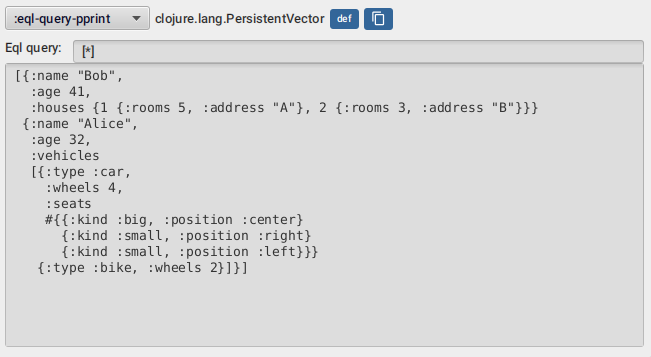 :eql-query-pprint clojure.lang.PersistentVector def
Eql query: [*]
[{:name "Bob",
  :age 41,
  :houses {1 {:rooms 5, :address "A"}, 2 {:rooms 3, :address "B"}}}
 {:name "Alice",
  :age 32,
  :vehicles
  [{:type :car,
    :wheels 4,
    :seats
    #{{:kind :big, :position :center}
      {:kind :small, :position :right}
      {:kind :small, :position :left}}}
   {:type :bike, :wheels 2}]}]